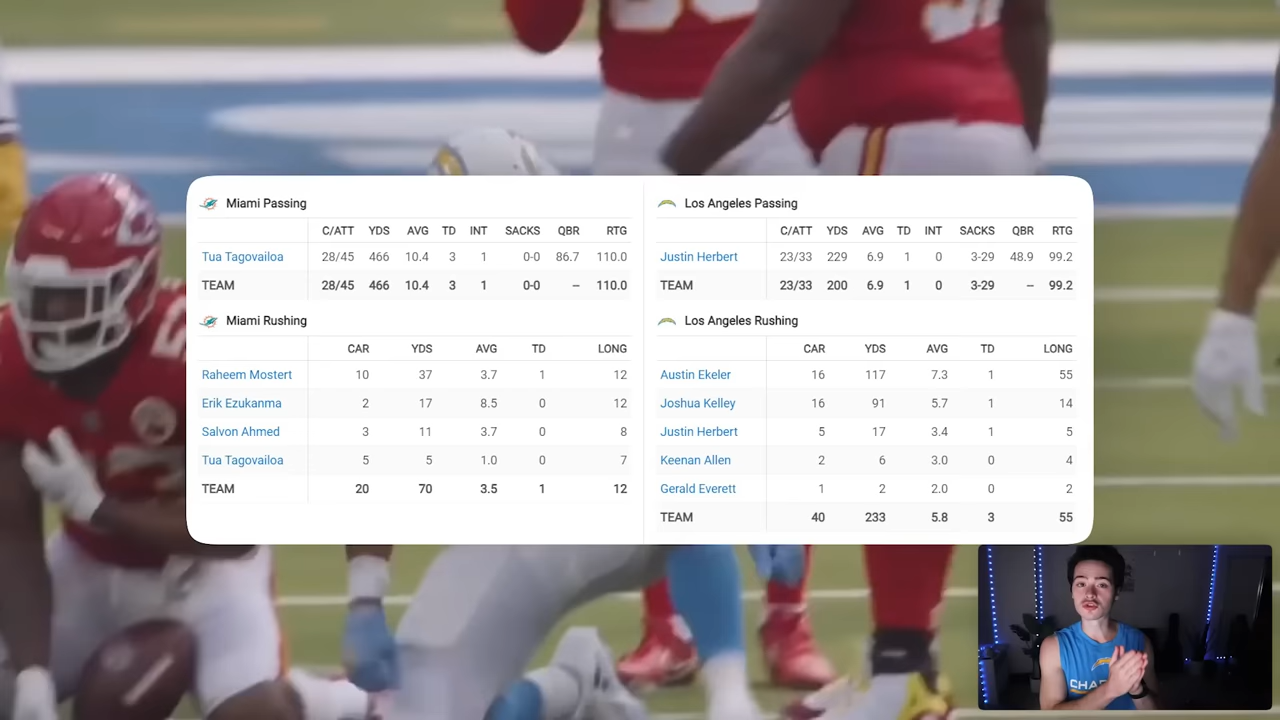 Miami Passing
C/ATT YDS AVG TD INT SACKS QBR RTG
Tua Tagovailoa 28/45 466 10.4 3 1 0-0 86.7 110.0
TEAM 28/45 466 10.4 3 1 0-0 -- 110.0
Miami Rushing
CAR YDS AVG TD LONG
Raheem Mostert 10 37 3.7 1 12
Erik Ezukanma 2 17 8.5 0 12
Salvon Ahmed 3 11 3.7 0 8
Tua Tagovailoa 5 5 1.0 0 7
TEAM 20 70 3.5 1 12
Los Angeles Passing
C/ATT YDS AVG TD INT SACKS QBR RTG
Justin Herbert 23/33 229 6.9 1 0 3-29 48.9 99.2
TEAM 23/33 200 6.9 1 0 3-29 -- 99.2
Los Angeles Rushing
CAR YDS AVG TD LONG
Austin Ekeler 16 117 7.3 1 55
Joshua Kelley 16 91 5.7 1 14
Justin Herbert 5 17 3.4 1 5
Keenan Allen 2 6 3.0 0 4
Gerald Everett 1 2 2.0 0 2
TEAM 40 233 5.8 3 55